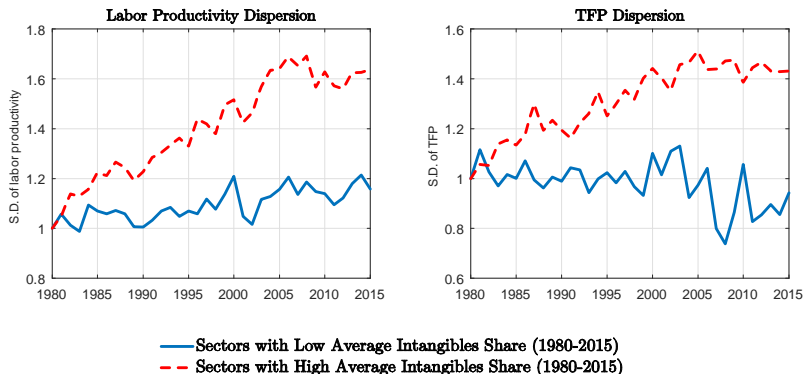 Labor Productivity Dispersion
TFP Dispersion
1.8
1.6
1.4
1.2
1
0.8
S.D. of labor productivity
1980 1985 1990 1995 2000 2005 2010 2015
1.6
1.4
1.2
1.0
0.8
0.6
S.D. of TFP
1980 1985 1990 1995 2000 2005 2010 2015
Sectors with Low Average Intangibles Share (1980-2015)
Sectors with High Average Intangibles Share (1980-2015)